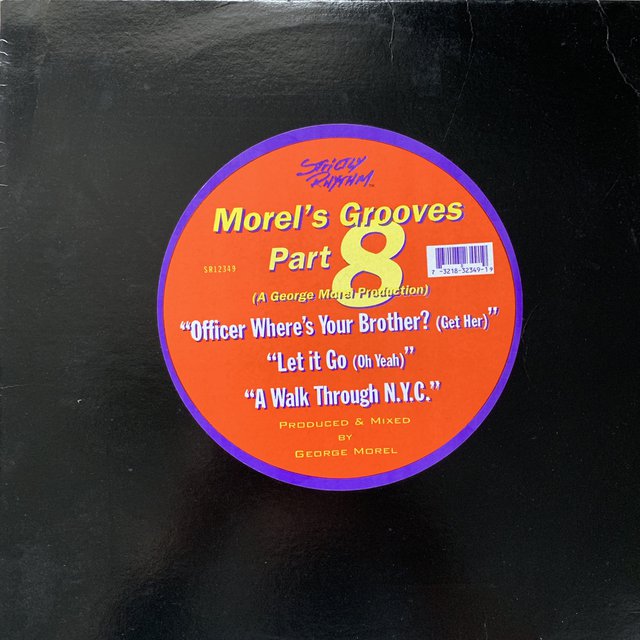 Strictly
Rhythm™
Morel's Grooves
Part 8
SR12349
7 -3218-32349-1 9
(A George Morel Production)
“Officer Where's Your Brother? (Get Her)”
“Let it Go (Oh Yeah)”
“A Walk Through N.Y.C.”
Produced & Mixed
by
George Morel